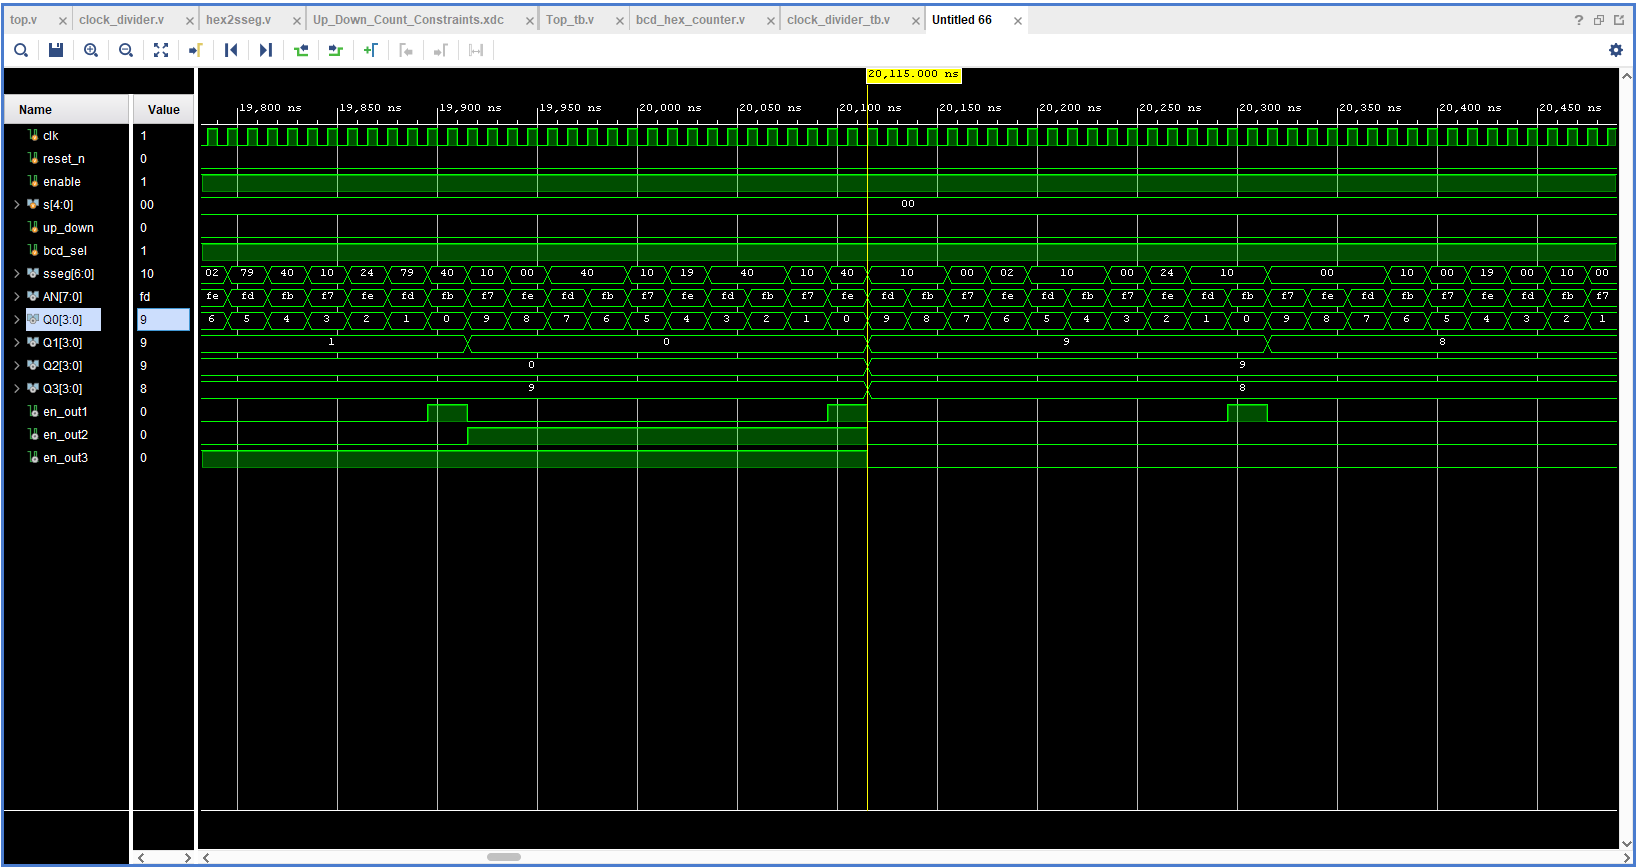 top.v clock_divider.v hex2sseg.v Up_Down_Count_Constraints.xdc Top_tb.v bcd_hex_counter.v clock_divider_tb.v Untitled 66
20,115.000 ns
Name Value
19,800 ns 19,850 ns 19,900 ns 19,950 ns 20,000 ns 20,050 ns 20,100 ns 20,150 ns 20,200 ns 20,250 ns 20,300 ns 20,350 ns 20,400 ns 20,450 ns
clk 1
reset_n 0
enable 1
s[4:0] 00 00
up_down 0
bcd_sel 1
sseg[6:0] 10 02 79 40 10 24 79 40 10 00 40 10 19 40 10 40 10 00 02 10 00 24 10 00 10 00 19 00 10 00
AN[7:0] fd fe fd fb f7 fe fd fb f7 fe fd fb f7 fe fd fb f7 fe fd fb f7 fe fd fb f7 fe fd fb f7 fe fd fb f7 fe fd fb f7
Q0[3:0] 9 6 5 4 3 2 1 0 9 8 7 6 5 4 3 2 1 0 9 8 7 6 5 4 3 2 1 0 9 8 7 6 5 4 3 2 1
Q1[3:0] 9 1 0 9 8
Q2[3:0] 9 0 9
Q3[3:0] 8 9 8
en_out1 0
en_out2 0
en_out3 0